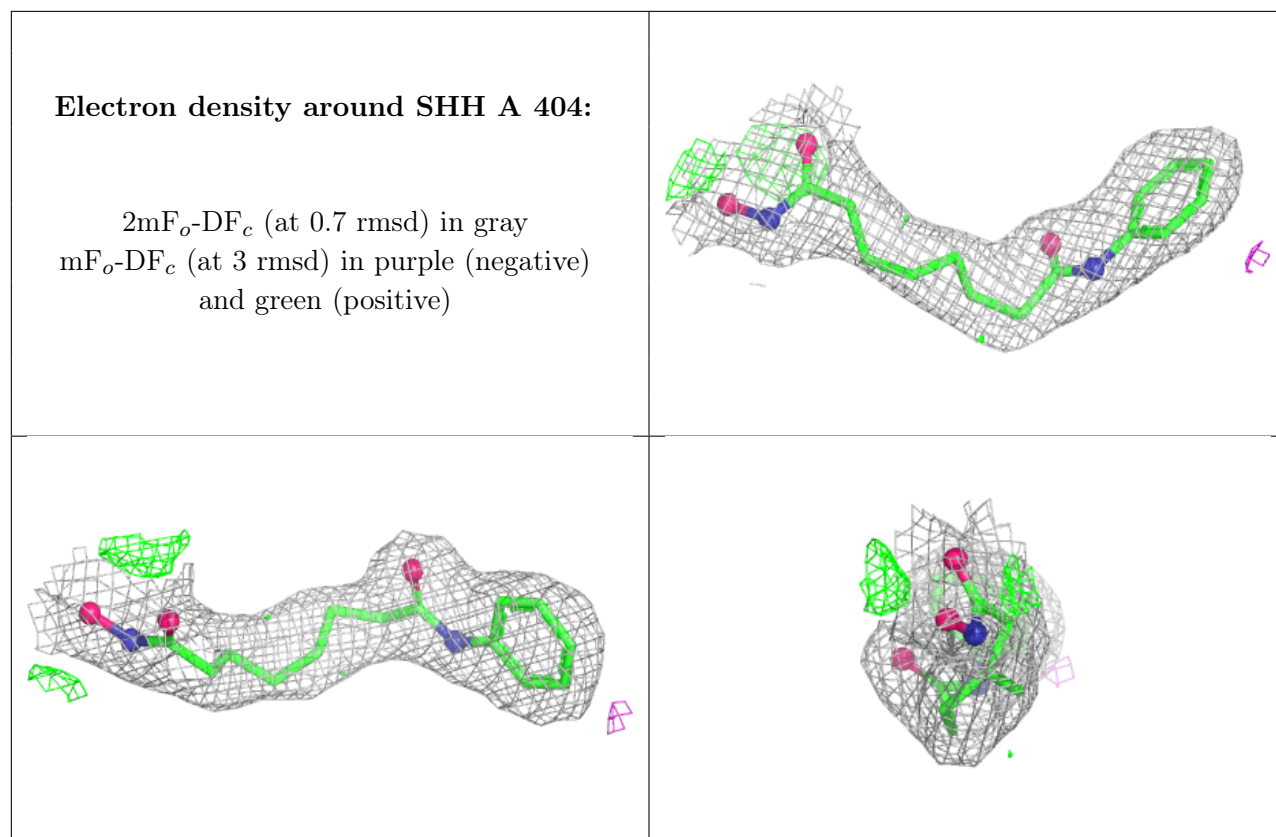 Electron density around SHH A 404:
2mFo-DFc (at 0.7 rmsd) in gray
mFo-DFc (at 3 rmsd) in purple (negative)
and green (positive)